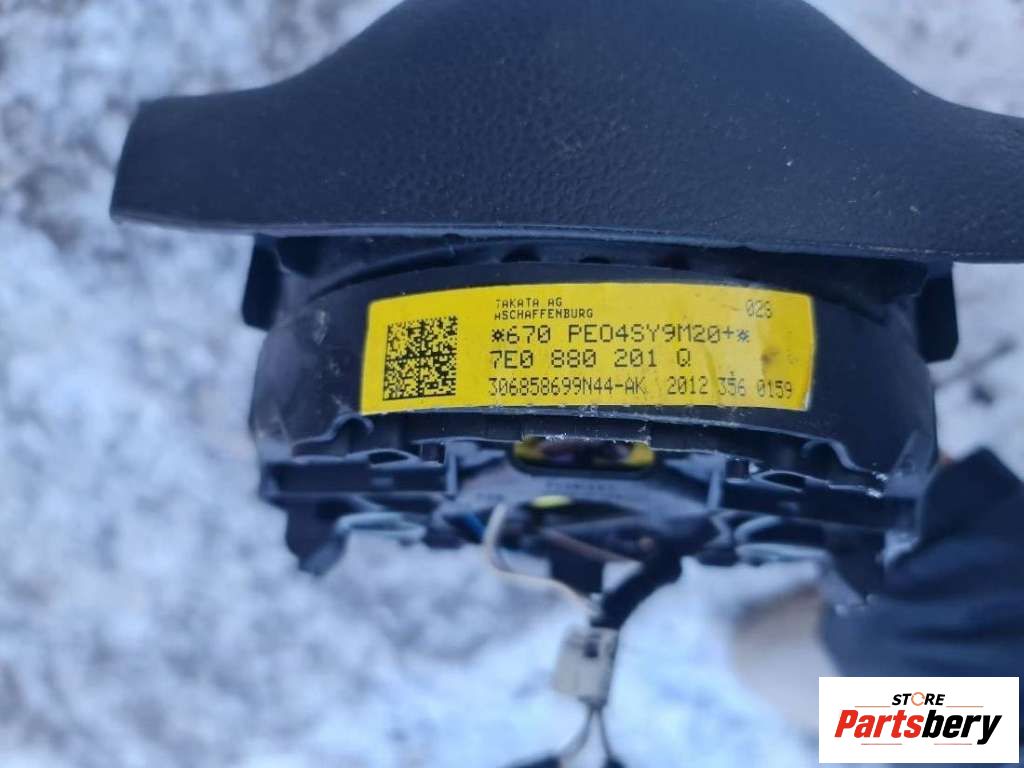 TAKATA AG
ASCHAFFENBURG
023
*670 PE04SY9M20+*
7E0 880 201 Q
306858699N44-AK 2012 356 0159
STORE
Partsbery